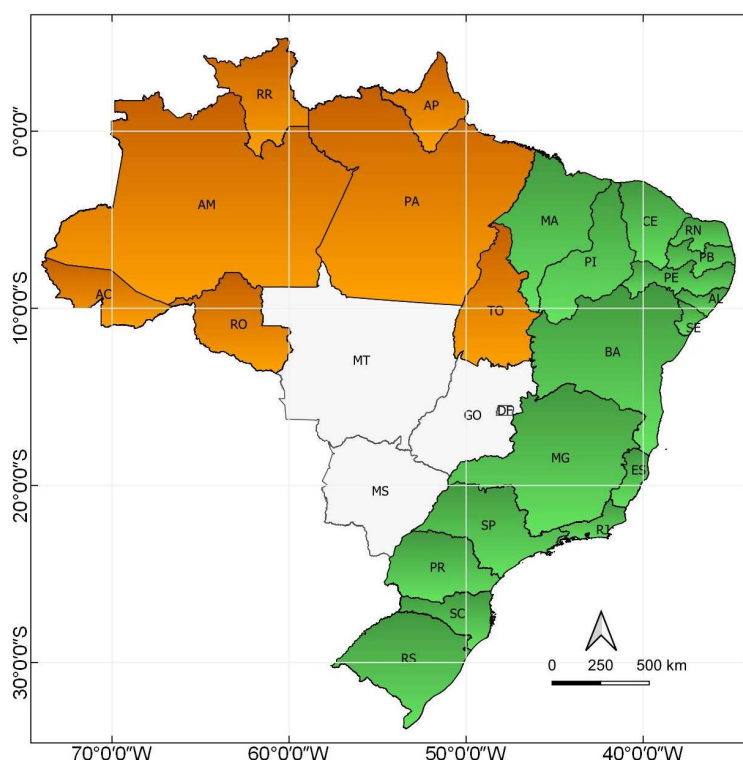 RR
AP
0°0'0"
AM
PA
MA
CE
RN
PI
PB
PE
AC
AL
10°0'0"S
TO
RO
SE
BA
MT
GO
DF
MG
ES
20°0'0"S
MS
SP
RJ
PR
SC
RS
30°0'0"S
0 250 500 km
70°0'0"W 60°0'0"W 50°0'0"W 40°0'0"W